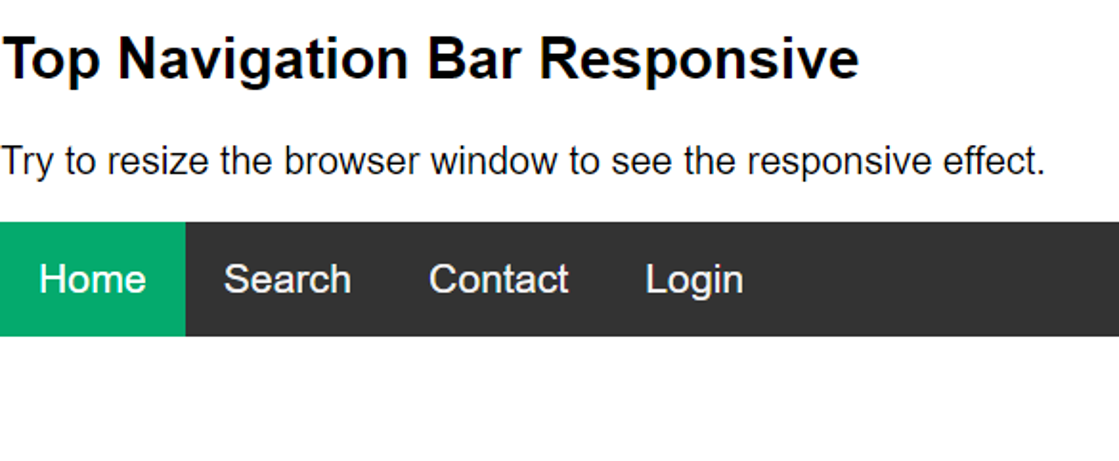 Top Navigation Bar Responsive
Try to resize the browser window to see the responsive effect.
Home Search Contact Login